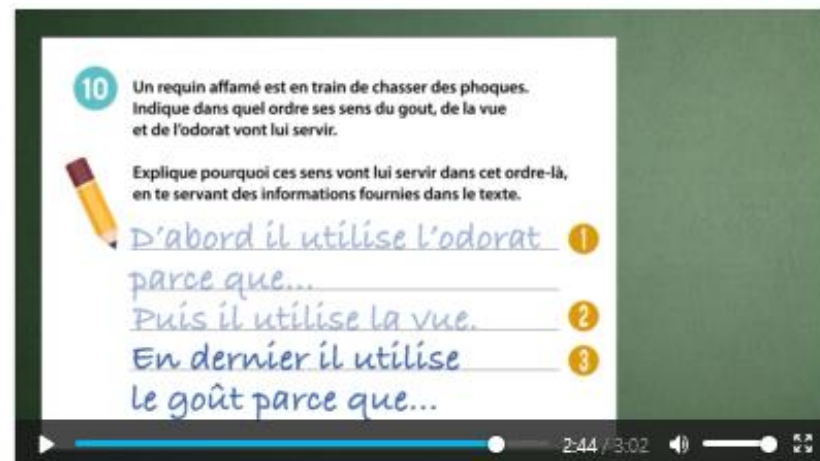 10
Un requin affamé est en train de chasser des phoques.
Indique dans quel ordre ses sens du gout, de la vue
et de l'odorat vont lui servir.
Explique pourquoi ces sens vont lui servir dans cet ordre-là,
en te servant des informations fournies dans le texte.
D'abord il utilise l'odorat 1
parce que...
Puis il utilise la vue. 2
En dernier il utilise 3
le goût parce que...
2:44 / 3:02